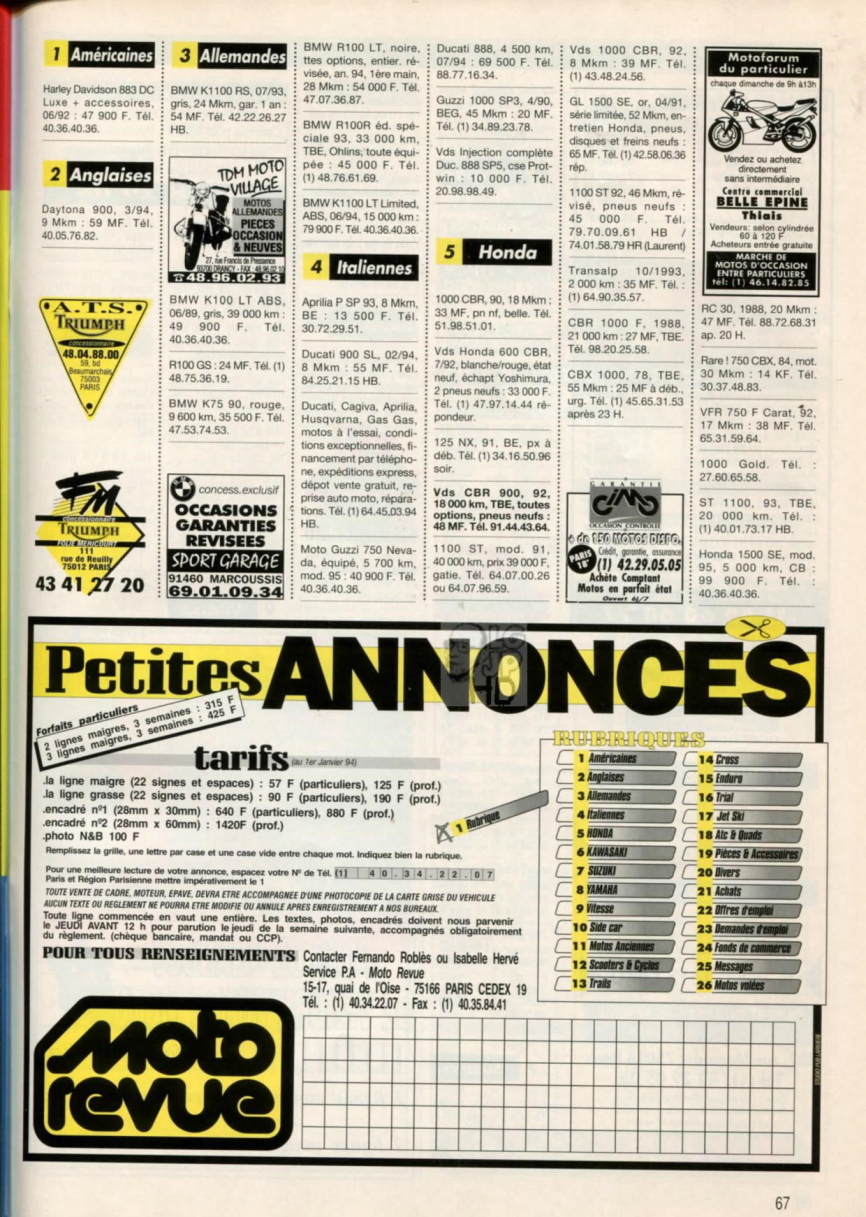 1 Américaines
Harley Davidson 883 DC
Luxe + accessoires,
06/92 : 47 900 F. Tél.
40.36.40.36.
2 Anglaises
Daytona 900, 3/94,
9 Mkm : 59 MF. Tél.
40.05.76.82.
A.T.S.
TRIUMPH
concessionnaire
48.04.88.00
59, bd
Beaumarchais,
75003
PARIS
FM
CONCESSIONNAIRE
TRIUMPH
FOLIE MERICOURT
111
rue de Reuilly
75012 PARIS
43 41 27 20
3 Allemandes
BMW K1100 RS, 07/93,
gris, 24 Mkm, gar. 1 an :
54 MF. Tél. 42.22.26.27
HB.
TDM MOTO
VILLAGE
MOTOS
ALLEMANDES
PIECES
OCCASION
& NEUVES
27, rue Francis de Pressence
93700 DRANCY - FAX : 48.96.02.10
☎48.96.02.93
BMW K100 LT ABS,
06/89, gris, 39 000 km :
49 900 F. Tél.
40.36.40.36.
R100 GS : 24 MF. Tél. (1)
48.75.36.19.
BMW K75 90, rouge,
9 600 km, 35 500 F. Tél.
47.53.74.53.
concess.exclusif
OCCASIONS
GARANTIES
REVISEES
SPORT GARAGE
91460 MARCOUSSIS
69.01.09.34
BMW R100 LT, noire,
ttes options, entier. ré-
visée, an. 94, 1ère main,
28 Mkm : 54 000 F. Tél.
47.07.36.87.
BMW R100R éd. spé-
ciale 93, 33 000 km,
TBE, Ohlins, toute équi-
pée : 45 000 F. Tél.
(1) 48.76.61.69.
BMW K1100 LT Limited,
ABS, 06/94, 15 000 km :
79 900 F. Tél. 40.36.40.36.
4 Italiennes
Aprilia P SP 93, 8 Mkm,
BE : 13 500 F. Tél.
30.72.29.51.
Ducati 900 SL, 02/94,
8 Mkm : 55 MF. Tél.
84.25.21.15 HB.
Ducati, Cagiva, Aprilia,
Husqvarna, Gas Gas,
motos à l'essai, condi-
tions exceptionnelles, fi-
nancement par télépho-
ne, expéditions express,
dépot vente gratuit, re-
prise auto moto, répara-
tions. Tél. (1) 64.45.03.94
HB.
Moto Guzzi 750 Neva-
da, équipé, 5 700 km,
mod. 95 : 40 900 F. Tél.
40.36.40.36.
Ducati 888, 4 500 km,
07/94 : 69 500 F. Tél.
88.77.16.34.
Guzzi 1000 SP3, 4/90,
BEG, 45 Mkm : 20 MF.
Tél. (1) 34.89.23.78.
Vds Injection complète
Duc. 888 SP5, cse Prot-
win : 10 000 F. Tél.
20.98.98.49.
5 Honda
1000 CBR, 90, 18 Mkm :
33 MF, pn nf, belle. Tél.
51.98.51.01.
Vds Honda 600 CBR,
7/92, blanche/rouge, état
neuf, échapt Yoshimura,
2 pneus neufs : 33 000 F.
Tél. (1) 47.97.14.44 ré-
pondeur.
125 NX, 91, BE, px à
déb. Tél. (1) 34.16.50.96
soir.
Vds CBR 900, 92,
18 000 km, TBE, toutes
options, pneus neufs :
48 MF. Tél. 91.44.43.64.
1100 ST, mod. 91,
40 000 km, prix 39 000 F,
gatie. Tél. 64.07.00.26
ou 64.07.96.59.
Vds 1000 CBR, 92,
8 Mkm : 39 MF. Tél.
(1) 43.48.24.56.
GL 1500 SE, or, 04/91,
série limitée, 52 Mkm, en-
tretien Honda, pneus,
disques et freins neufs :
65 MF. Tél. (1) 42.58.06.36
rép.
1100 ST 92, 46 Mkm, ré-
visé, pneus neufs :
45 000 F. Tél.
79.70.09.61 HB /
74.01.58.79 HR (Laurent)
Transalp 10/1993,
2 000 km : 35 MF. Tél. :
(1) 64.90.35.57.
CBR 1000 F, 1988,
21 000 km : 27 MF, TBE.
Tél. 98.20.25.58.
CBX 1000, 78, TBE,
55 Mkm : 25 MF à déb.,
urg. Tél. (1) 45.65.31.53
après 23 H.
GARANTIE
CIMO
OCCASION CONTROLEE
+ de 150 MOTOS DISPO.
Crédit, garantie, assurance
PARIS 18e
(1) 42.29.05.05
Achète Comptant
Motos en parfait état
Ouvert 6j/7
Motoforum
du particulier
chaque dimanche de 9h à13h
Vendez ou achetez
directement
sans intermédiaire
Centre commercial
BELLE EPINE
Thiais
Vendeurs: selon cylindrée
60 à 120 F
Acheteurs entrée gratuite
MARCHE DE
MOTOS D'OCCASION
ENTRE PARTICULIERS
tél: (1) 46.14.82.85
RC 30, 1988, 20 Mkm :
47 MF. Tél. 88.72.68.31
ap. 20 H.
Rare ! 750 CBX, 84, mot.
30 Mkm : 14 KF. Tél.
30.37.48.83.
VFR 750 F Carat, 92,
17 Mkm : 38 MF. Tél.
65.31.59.64.
1000 Gold. Tél. :
27.60.65.58.
ST 1100, 93, TBE,
20 000 km. Tél. :
(1) 40.01.73.17 HB.
Honda 1500 SE, mod.
95, 5 000 km, CB :
99 900 F. Tél. :
40.36.40.36.
Petites ANNONCES
Forfaits particuliers
2 lignes maigres, 3 semaines : 315 F
3 lignes maigres, 3 semaines : 425 F
tarifs (au 1er Janvier 94)
.la ligne maigre (22 signes et espaces) : 57 F (particuliers), 125 F (prof.)
.la ligne grasse (22 signes et espaces) : 90 F (particuliers), 190 F (prof.)
.encadré nº1 (28mm x 30mm) : 640 F (particuliers), 880 F (prof.)
.encadré nº2 (28mm x 60mm) : 1420F (prof.)
.photo N&B 100 F
1 Rubrique
Remplissez la grille, une lettre par case et une case vide entre chaque mot. Indiquez bien la rubrique.
Pour une meilleure lecture de votre annonce, espacez votre Nº de Tél. (1) 40.34.22.07
Paris et Région Parisienne mettre impérativement le 1
TOUTE VENTE DE CADRE, MOTEUR, EPAVE, DEVRA ETRE ACCOMPAGNEE D'UNE PHOTOCOPIE DE LA CARTE GRISE DU VEHICULE
AUCUN TEXTE OU REGLEMENT NE POURRA ETRE MODIFIE OU ANNULE APRES ENREGISTREMENT A NOS BUREAUX.
Toute ligne commencée en vaut une entière. Les textes, photos, encadrés doivent nous parvenir
le JEUDI AVANT 12 h pour parution le jeudi de la semaine suivante, accompagnés obligatoirement
du règlement. (chèque bancaire, mandat ou CCP).
POUR TOUS RENSEIGNEMENTS Contacter Fernando Roblès ou Isabelle Hervé
Service P.A - Moto Revue
15-17, quai de l'Oise - 75166 PARIS CEDEX 19
Tél. : (1) 40.34.22.07 - Fax : (1) 40.35.84.41
RUBRIQUES
1 Américaines
2 Anglaises
3 Allemandes
4 Italiennes
5 HONDA
6 KAWASAKI
7 SUZUKI
8 YAMAHA
9 Vitesse
10 Side car
11 Motos Anciennes
12 Scooters & Cyclos
13 Trails
14 Cross
15 Enduro
16 Trial
17 Jet Ski
18 Atc & Quads
19 Pièces & Accessoires
20 Divers
21 Achats
22 Offres d'emploi
23 Demandes d'emploi
24 Fonds de commerce
25 Messages
26 Motos volées
moto
revue
67